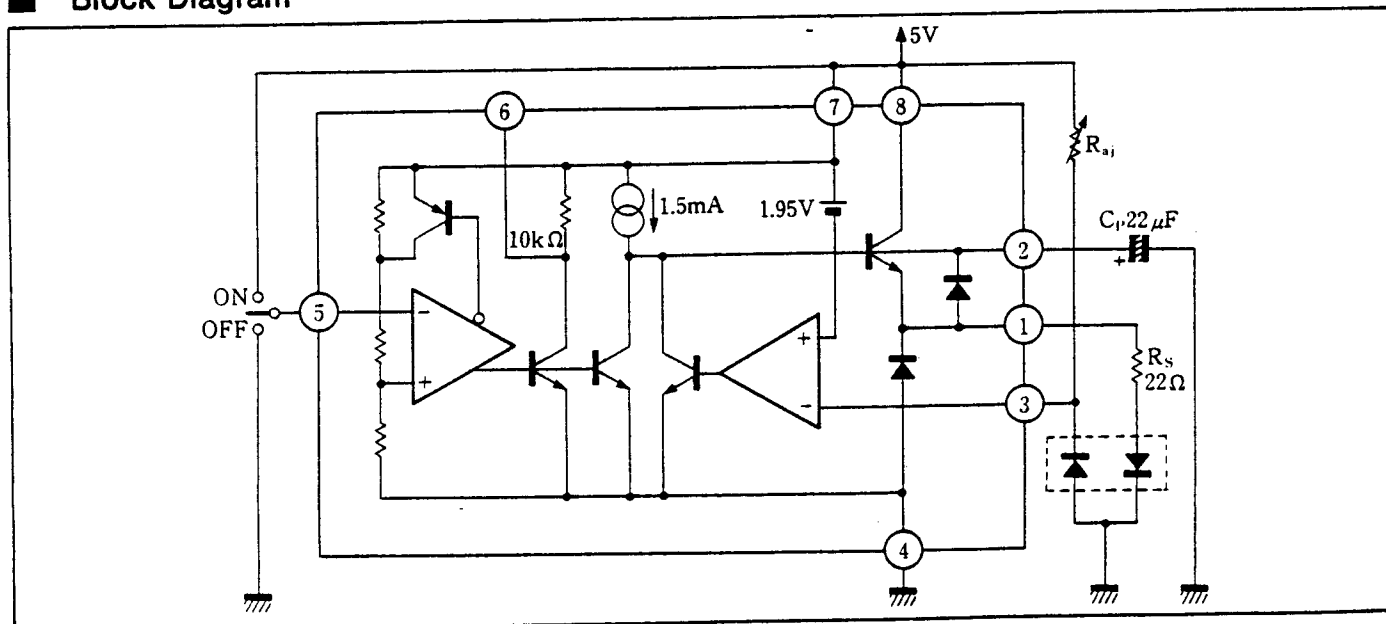 ■ Block Diagram
5V
6
7
8
Raj
1.5mA
1.95V
10kΩ
CP 22μF
2
+
ON
5
OFF
−
+
1
+
RS
22Ω
3
−
4